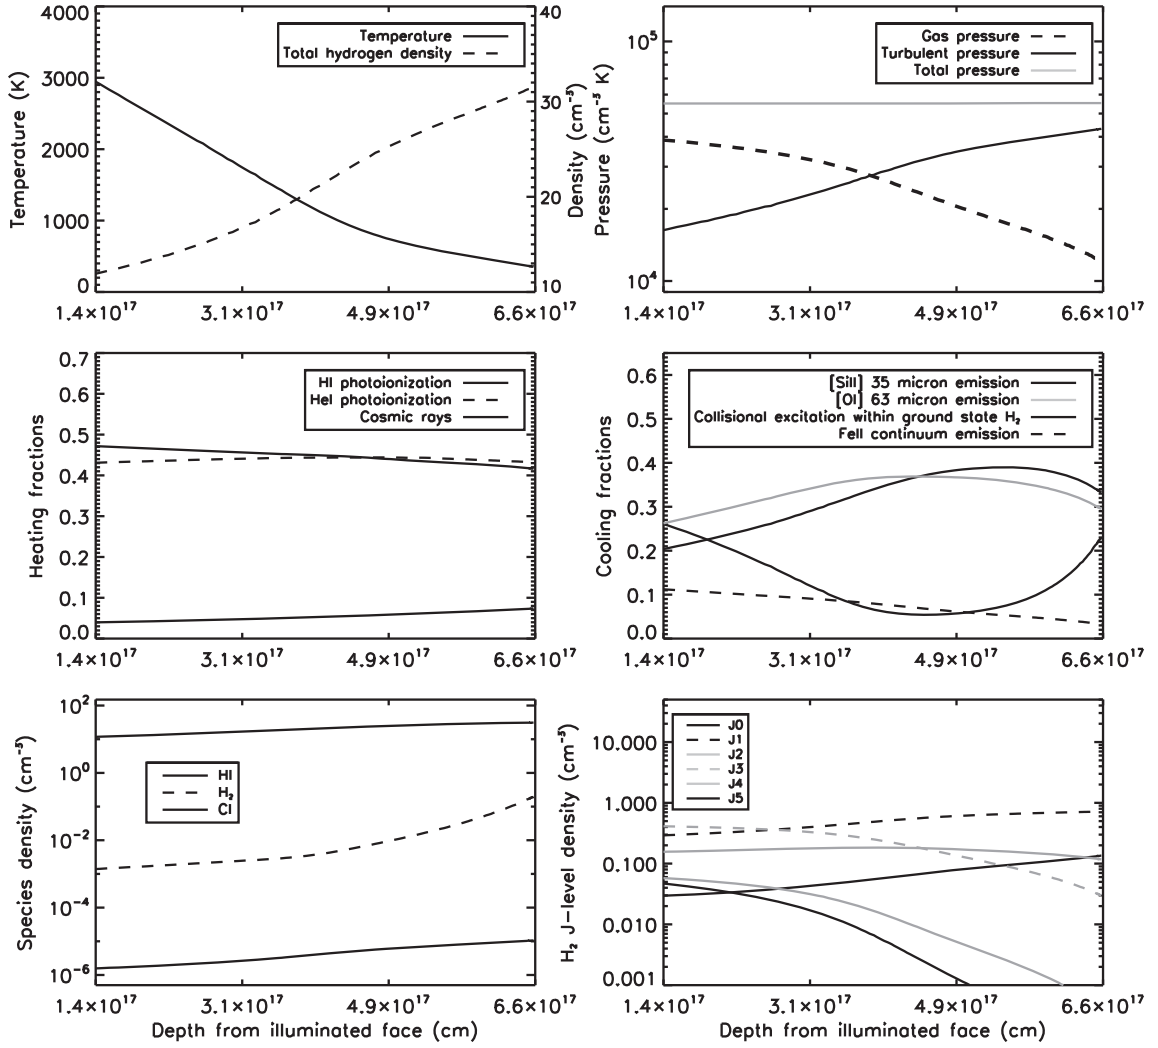 4000
3000
2000
1000
0
Temperature (K)
Temperature
Total hydrogen density
40
30
20
10
Density (cm⁻³)
1.4×10¹⁷
3.1×10¹⁷
4.9×10¹⁷
6.6×10¹⁷
10⁵
10⁴
Pressure (cm⁻³ K)
Gas pressure
Turbulent pressure
Total pressure
1.4×10¹⁷
3.1×10¹⁷
4.9×10¹⁷
6.6×10¹⁷
0.7
0.6
0.5
0.4
0.3
0.2
0.1
0.0
Heating fractions
HI photoionization
HeI photoionization
Cosmic rays
1.4×10¹⁷
3.1×10¹⁷
4.9×10¹⁷
6.6×10¹⁷
0.6
0.5
0.4
0.3
0.2
0.1
0.0
Cooling fractions
[SiII] 35 micron emission
[OI] 63 micron emission
Collisional excitation within ground state H₂
FeII continuum emission
1.4×10¹⁷
3.1×10¹⁷
4.9×10¹⁷
6.6×10¹⁷
10²
10⁰
10⁻²
10⁻⁴
10⁻⁶
Species density (cm⁻³)
HI
H₂
CI
1.4×10¹⁷
3.1×10¹⁷
4.9×10¹⁷
6.6×10¹⁷
Depth from illuminated face (cm)
10.000
1.000
0.100
0.010
0.001
H₂ J-level density (cm⁻³)
J0
J1
J2
J3
J4
J5
1.4×10¹⁷
3.1×10¹⁷
4.9×10¹⁷
6.6×10¹⁷
Depth from illuminated face (cm)